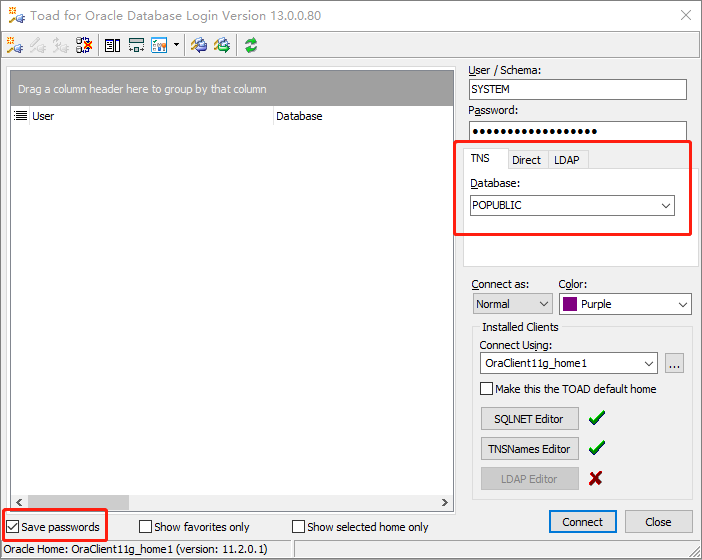 Toad for Oracle Database Login Version 13.0.0.80
Drag a column header here to group by that column
User Database
User / Schema:
SYSTEM
Password:
●●●●●●●●●●●●●●●●●●
TNS Direct LDAP
Database:
POPUBLIC
Connect as: Color:
Normal Purple
Installed Clients
Connect Using:
OraClient11g_home1 ...
Make this the TOAD default home
SQLNET Editor
TNSNames Editor
LDAP Editor
Save passwords Show favorites only Show selected home only
Connect Close
Oracle Home: OraClient11g_home1 (version: 11.2.0.1)